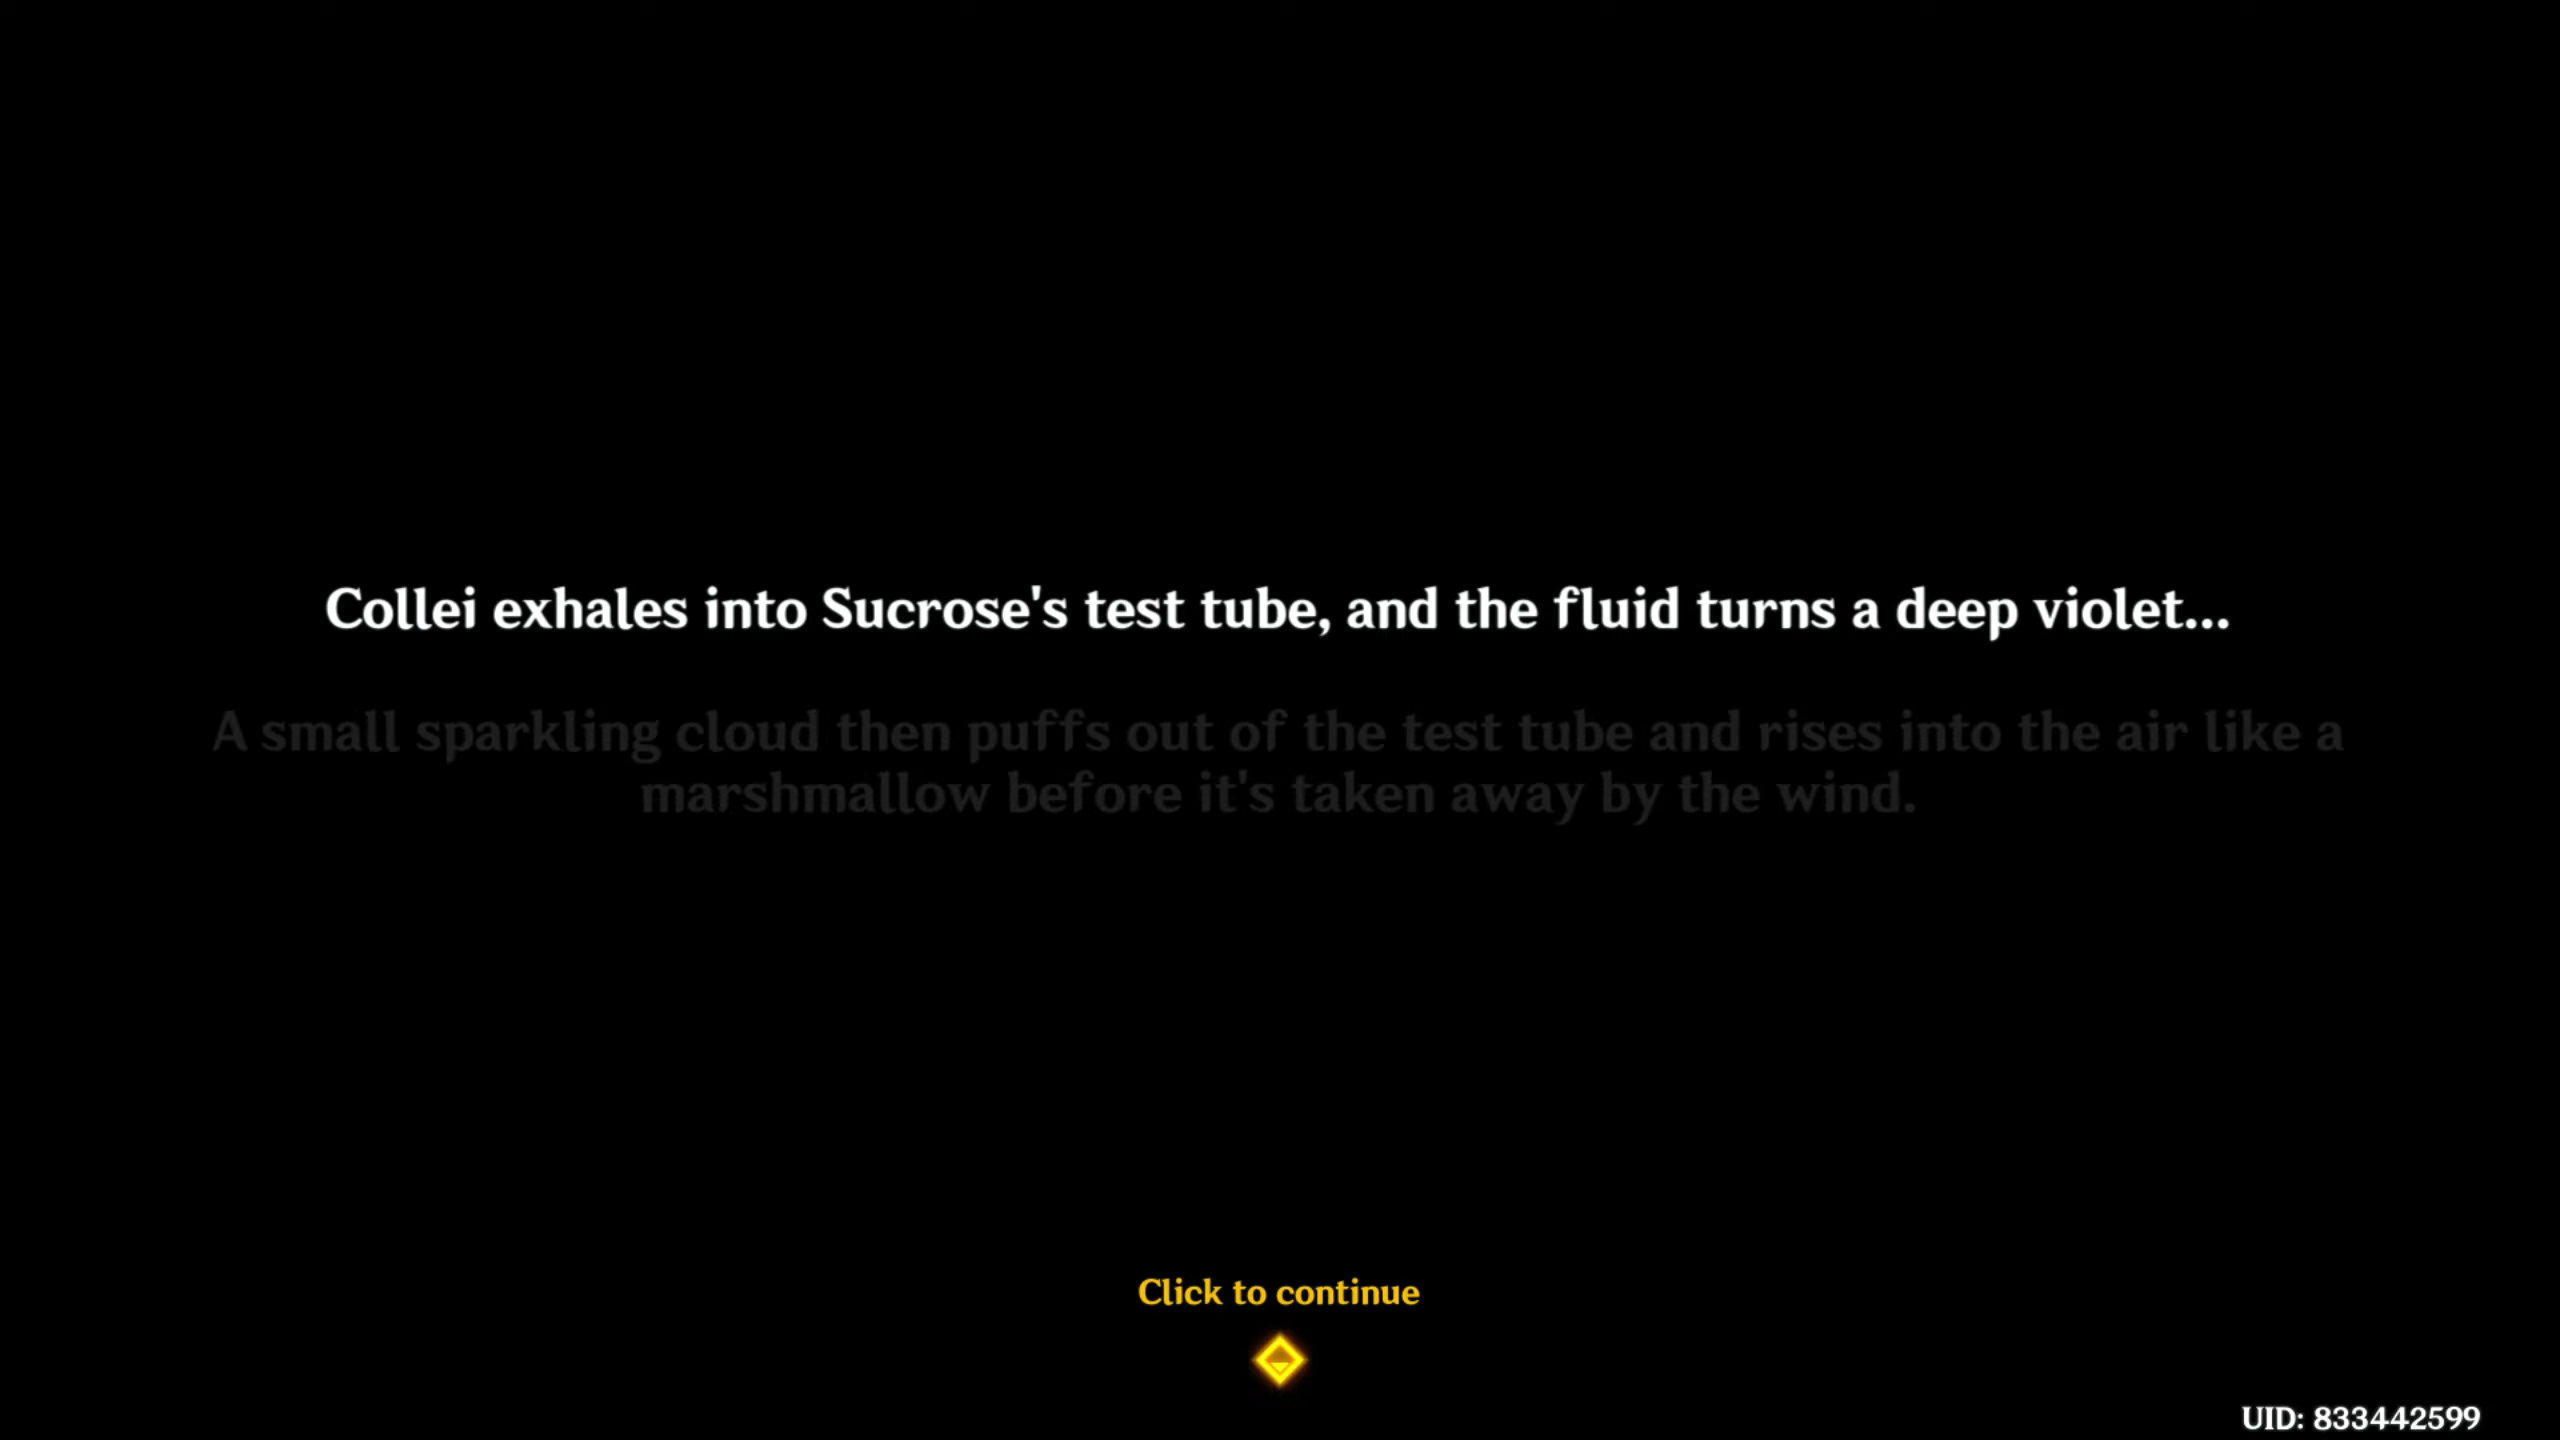 Collei exhales into Sucrose's test tube, and the fluid turns a deep violet...
A small sparkling cloud then puffs out of the test tube and rises into the air like a
marshmallow before it's taken away by the wind.
Click to continue
UID: 833442599